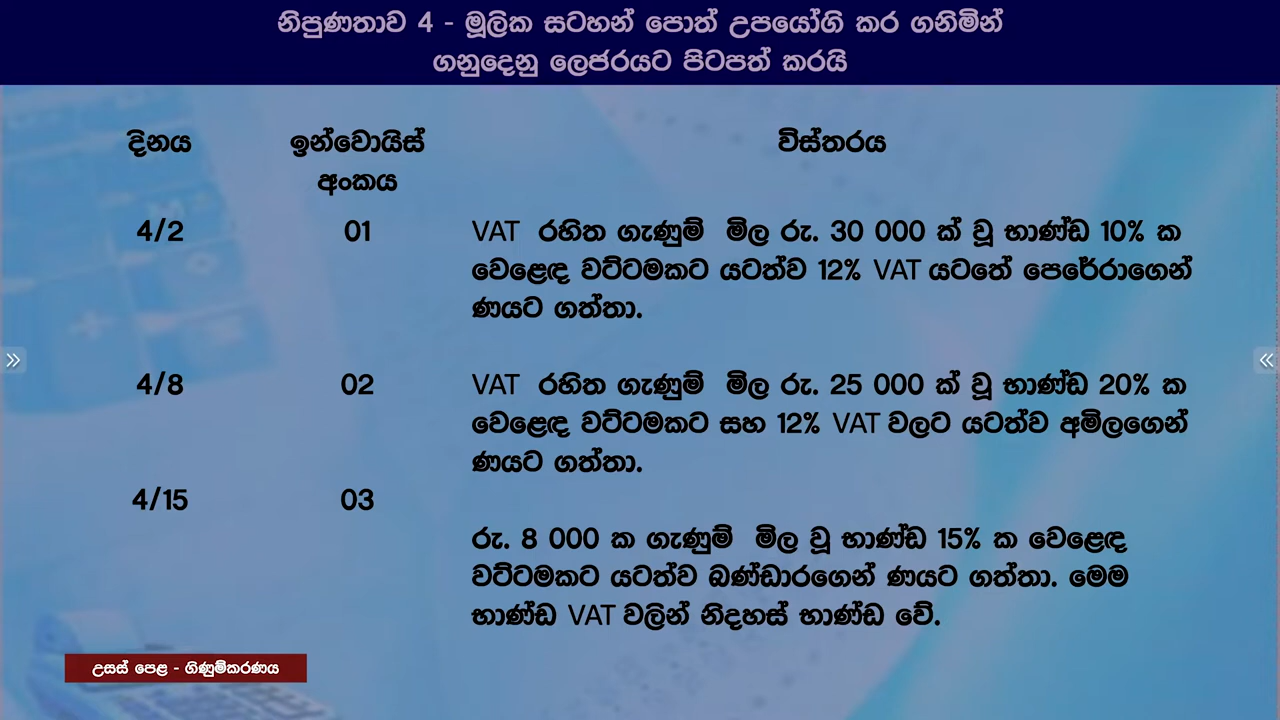 නිපුණතාව 4 - මූලික සටහන් පොත් උපයෝගි කර ගනිමින්
ගනුදෙනු ලෙජරයට පිටපත් කරයි
දිනය ඉන්වොයිස් විස්තරය
අංකය
4/2 01 VAT රහිත ගැණුම් මිල රු. 30 000 ක් වූ භාණ්ඩ 10% ක
වෙළෙඳ වට්ටමකට යටත්ව 12% VAT යටතේ පෙරේරාගෙන්
ණයට ගත්තා.
4/8 02 VAT රහිත ගැණුම් මිල රු. 25 000 ක් වූ භාණ්ඩ 20% ක
වෙළෙඳ වට්ටමකට සහ 12% VAT වලට යටත්ව අමිලගෙන්
ණයට ගත්තා.
4/15 03
රු. 8 000 ක ගැණුම් මිල වූ භාණ්ඩ 15% ක වෙළෙඳ
වට්ටමකට යටත්ව බණ්ඩාරගෙන් ණයට ගත්තා. මෙම
භාණ්ඩ VAT වලින් නිදහස් භාණ්ඩ වේ.
උසස් පෙළ - ගිණුම්කරණය